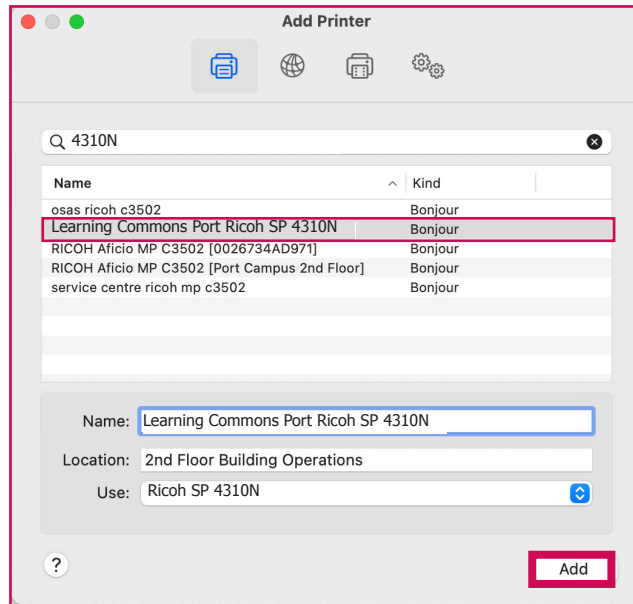 Add Printer
4310N
Name Kind
osas ricoh c3502 Bonjour
Learning Commons Port Ricoh SP 4310N Bonjour
RICOH Aficio MP C3502 [0026734AD971] Bonjour
RICOH Aficio MP C3502 [Port Campus 2nd Floor] Bonjour
service centre ricoh mp c3502 Bonjour
Name: Learning Commons Port Ricoh SP 4310N
Location: 2nd Floor Building Operations
Use: Ricoh SP 4310N
? Add